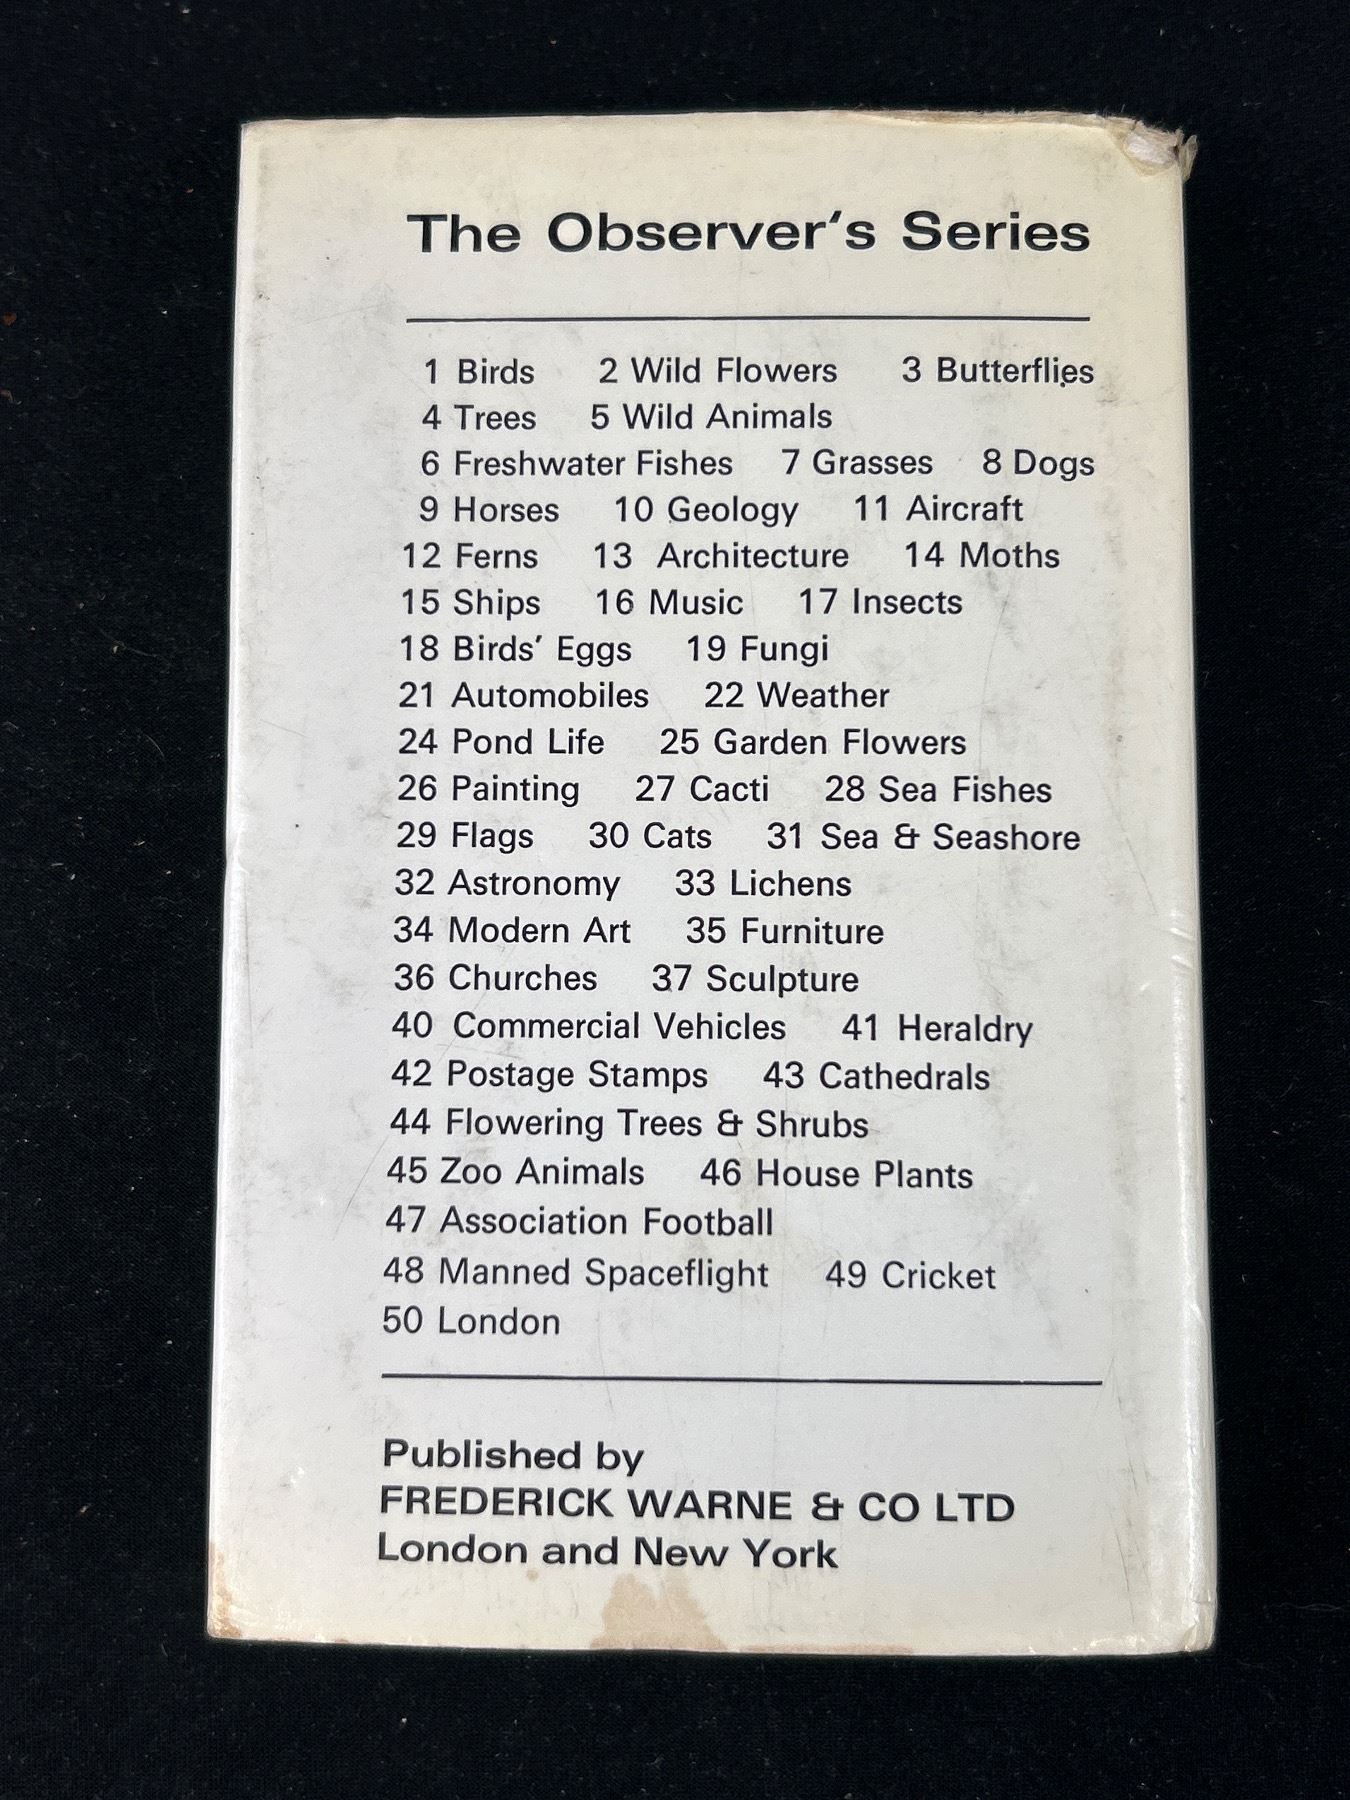 The Observer's Series
1 Birds 2 Wild Flowers 3 Butterflies
4 Trees 5 Wild Animals
6 Freshwater Fishes 7 Grasses 8 Dogs
9 Horses 10 Geology 11 Aircraft
12 Ferns 13 Architecture 14 Moths
15 Ships 16 Music 17 Insects
18 Birds' Eggs 19 Fungi
21 Automobiles 22 Weather
24 Pond Life 25 Garden Flowers
26 Painting 27 Cacti 28 Sea Fishes
29 Flags 30 Cats 31 Sea & Seashore
32 Astronomy 33 Lichens
34 Modern Art 35 Furniture
36 Churches 37 Sculpture
40 Commercial Vehicles 41 Heraldry
42 Postage Stamps 43 Cathedrals
44 Flowering Trees & Shrubs
45 Zoo Animals 46 House Plants
47 Association Football
48 Manned Spaceflight 49 Cricket
50 London
Published by
FREDERICK WARNE & CO LTD
London and New York